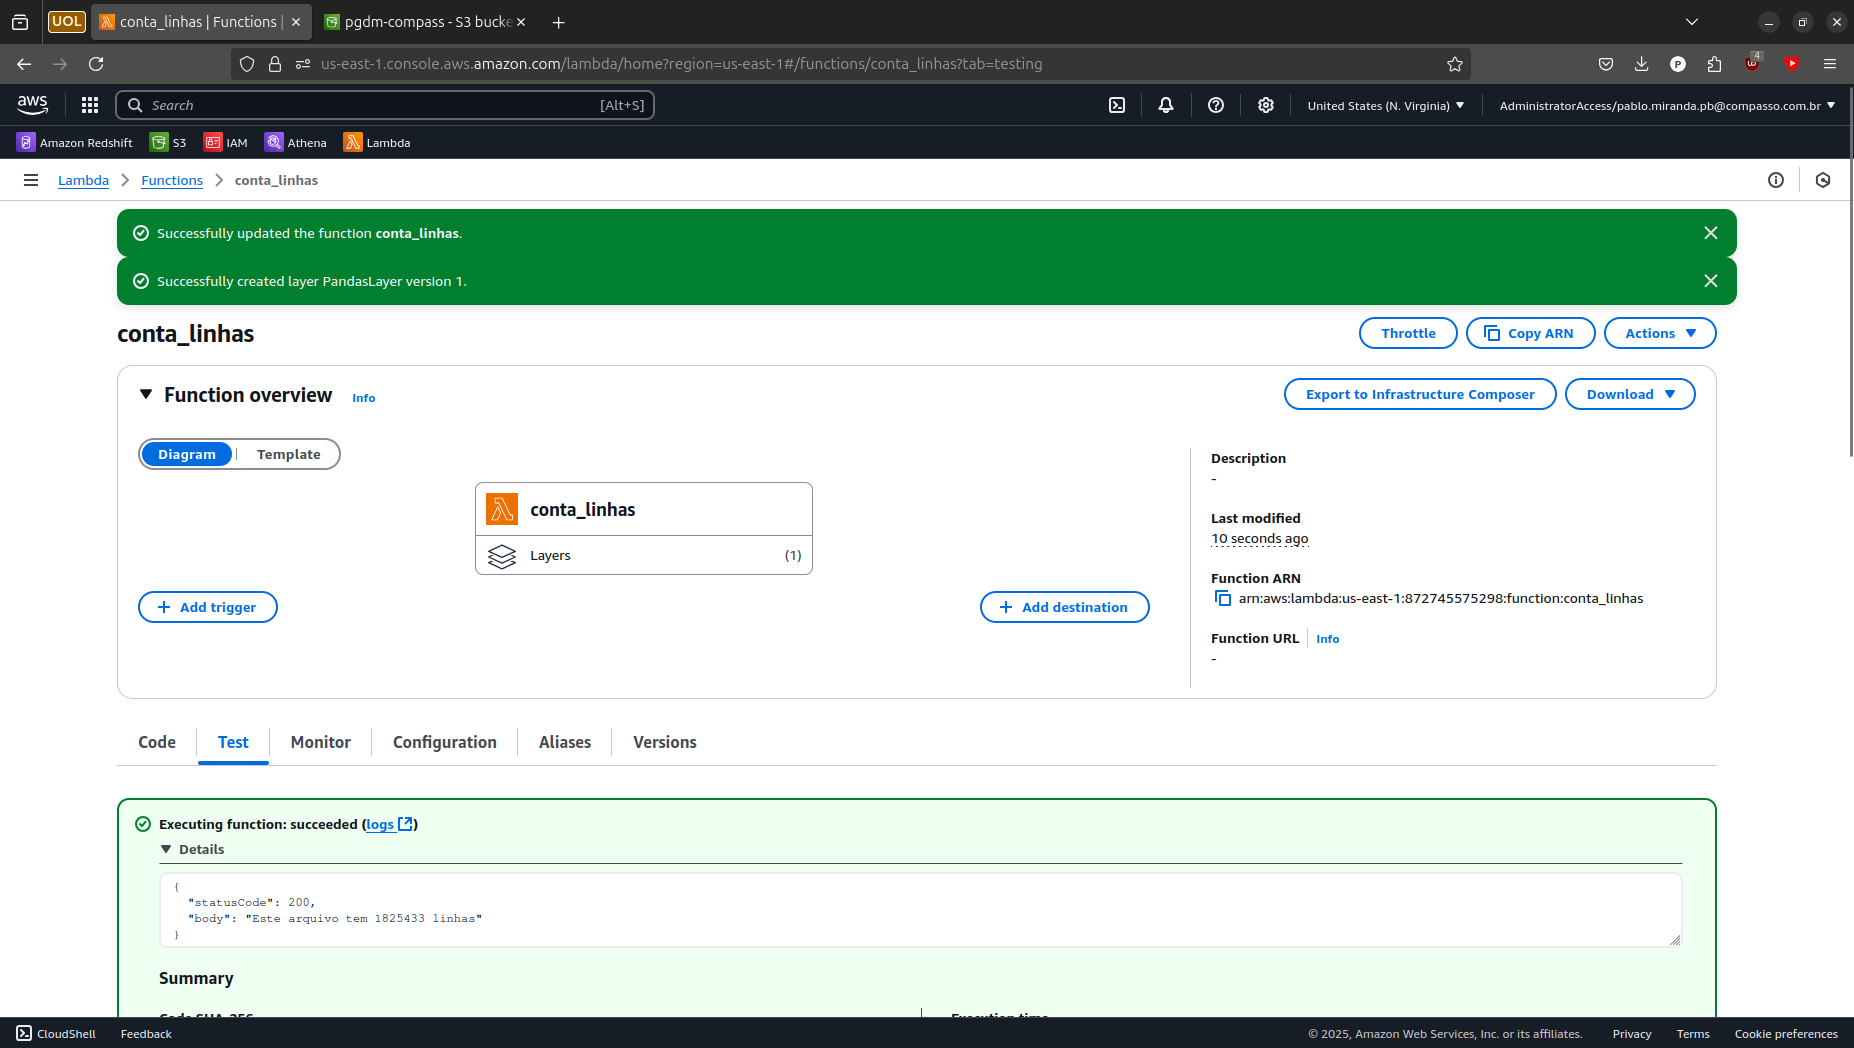 UOL
conta_linhas | Functions |
pgdm-compass - S3 bucke
us-east-1.console.aws.amazon.com/lambda/home?region=us-east-1#/functions/conta_linhas?tab=testing
4
P
aws
Search
[Alt+S]
United States (N. Virginia)
AdministratorAccess/pablo.miranda.pb@compasso.com.br
Amazon Redshift
S3
IAM
Athena
Lambda
Lambda
Functions
conta_linhas
Successfully updated the function conta_linhas.
Successfully created layer PandasLayer version 1.
conta_linhas
Throttle
Copy ARN
Actions
Function overview
Info
Export to Infrastructure Composer
Download
Diagram
Template
conta_linhas
Layers
(1)
Add trigger
Add destination
Description
-
Last modified
10 seconds ago
Function ARN
arn:aws:lambda:us-east-1:872745575298:function:conta_linhas
Function URL
Info
-
Code
Test
Monitor
Configuration
Aliases
Versions
Executing function: succeeded (logs)
Details
{
"statusCode": 200,
"body": "Este arquivo tem 1825433 linhas"
}
Summary
Code SHA-256
Execution time
CloudShell
Feedback
© 2025, Amazon Web Services, Inc. or its affiliates.
Privacy
Terms
Cookie preferences